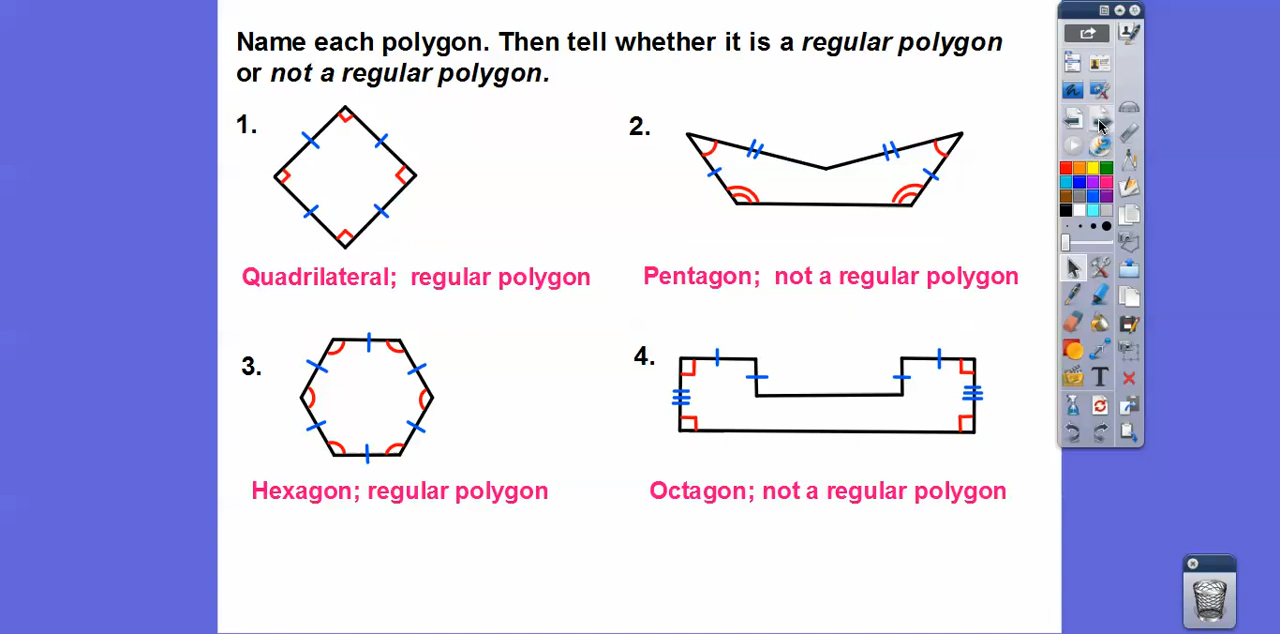 Name each polygon. Then tell whether it is a regular polygon
or not a regular polygon.
1.
2.
Quadrilateral; regular polygon
Pentagon; not a regular polygon
3.
4.
Hexagon; regular polygon
Octagon; not a regular polygon
T